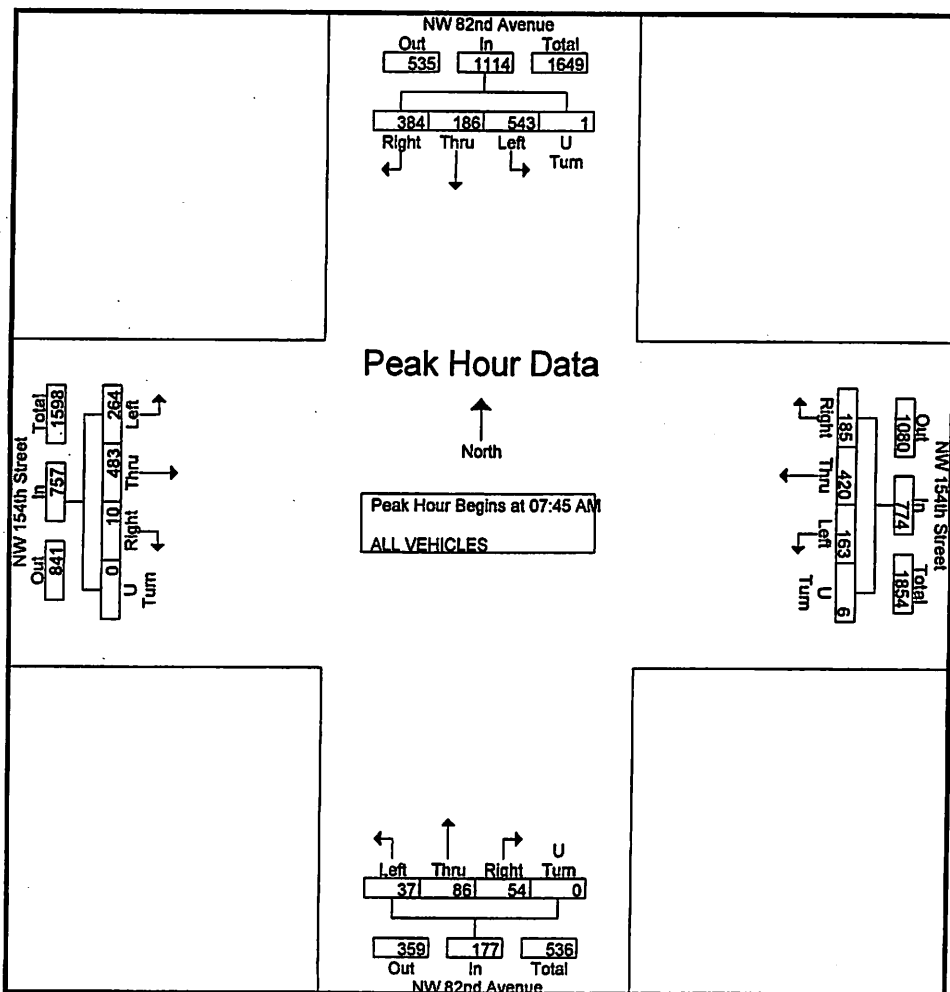 NW 82nd Avenue
Out In Total
535 1114 1649
384 186 543 1
Right Thru Left U
Turn
Peak Hour Data
North
Peak Hour Begins at 07:45 AM
ALL VEHICLES
NW 154th Street
Out In Total
841 757 1598
Left Thru Right U Turn
264 483 10 0
NW 154th Street
Out In Total
1080 774 1854
185 420 163 6
Right Thru Left U Turn
U
Left Thru Right Turn
37 86 54 0
359 177 536
Out In Total
NW 82nd Avenue